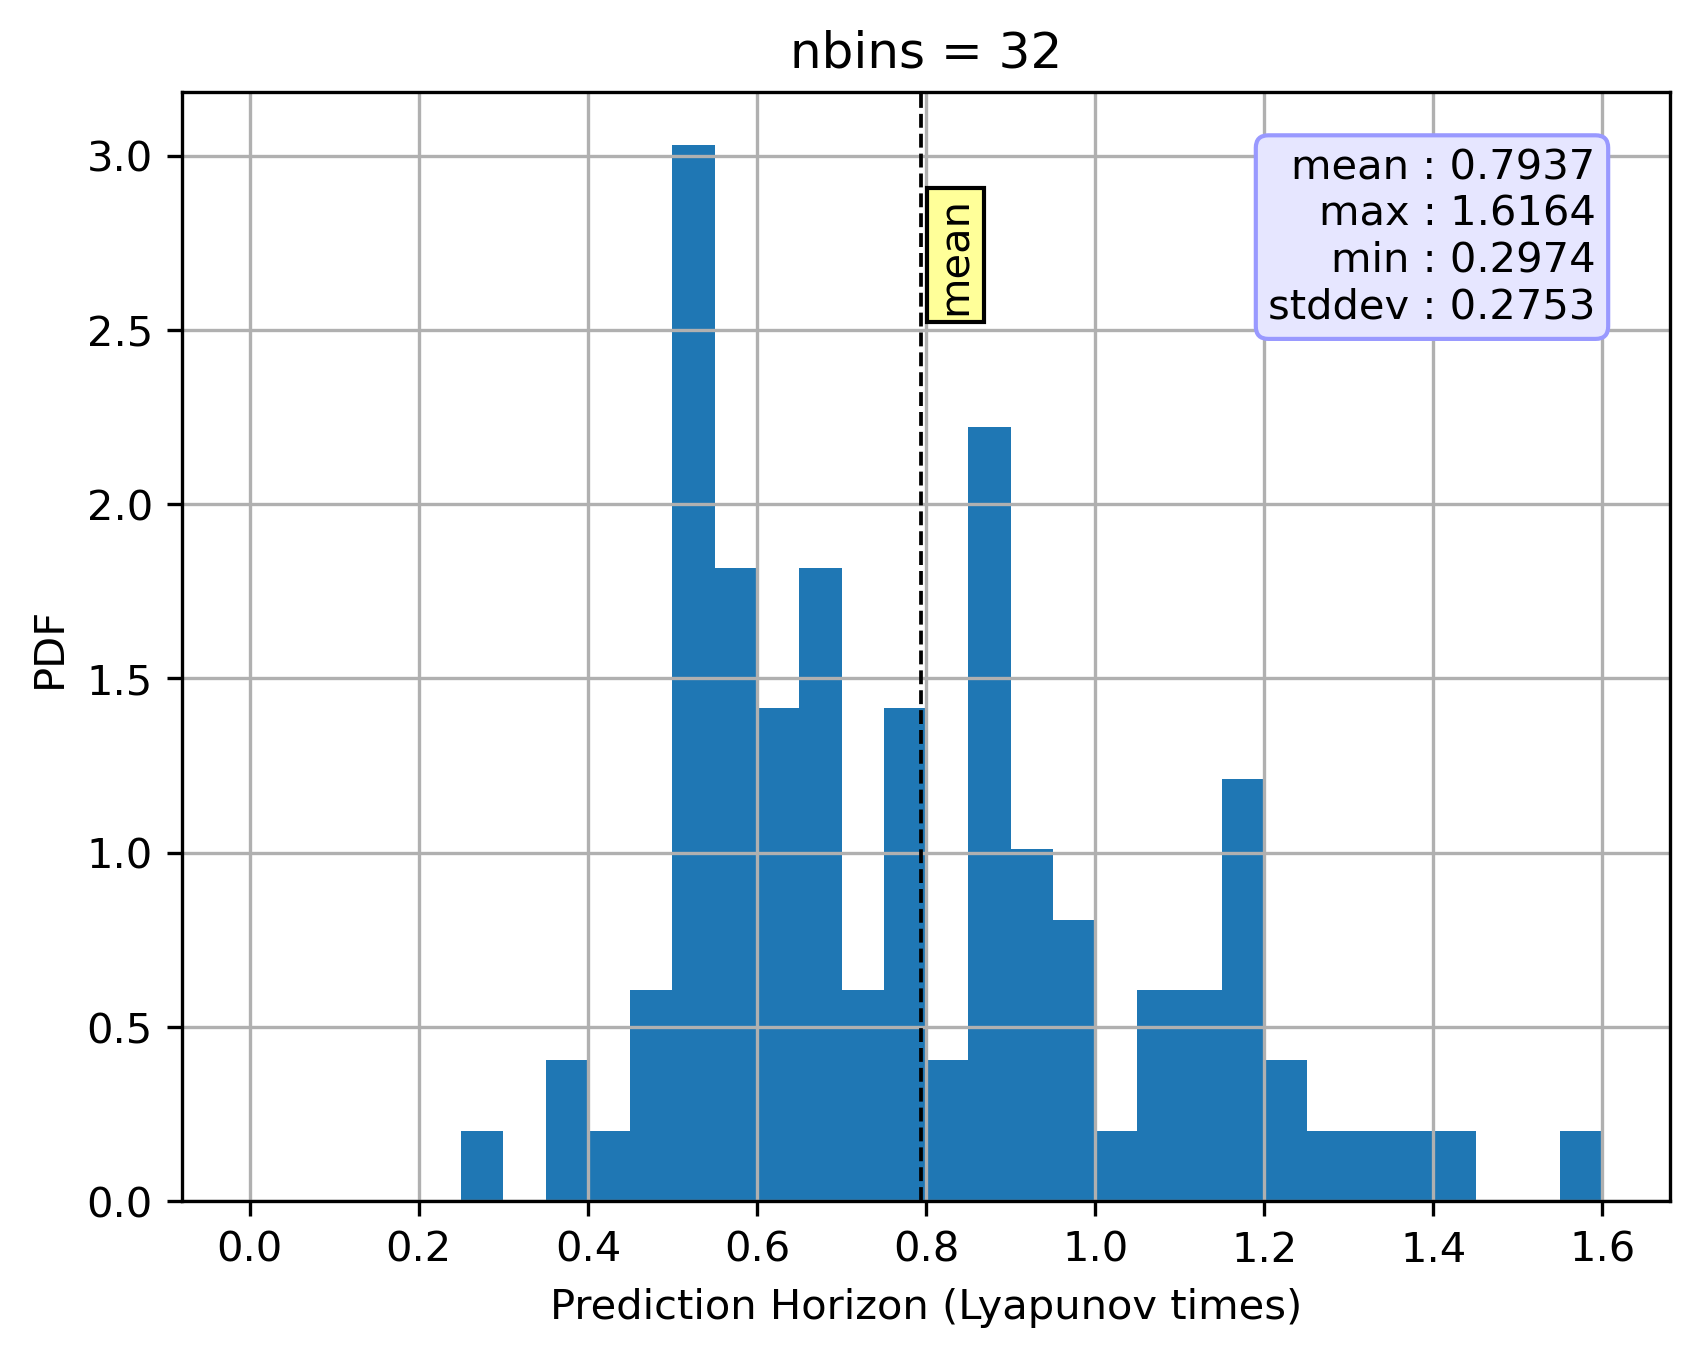 nbins = 32
mean : 0.7937
max : 1.6164
min : 0.2974
stddev : 0.2753
mean
PDF
3.0
2.5
2.0
1.5
1.0
0.5
0.0
0.0 0.2 0.4 0.6 0.8 1.0 1.2 1.4 1.6
Prediction Horizon (Lyapunov times)